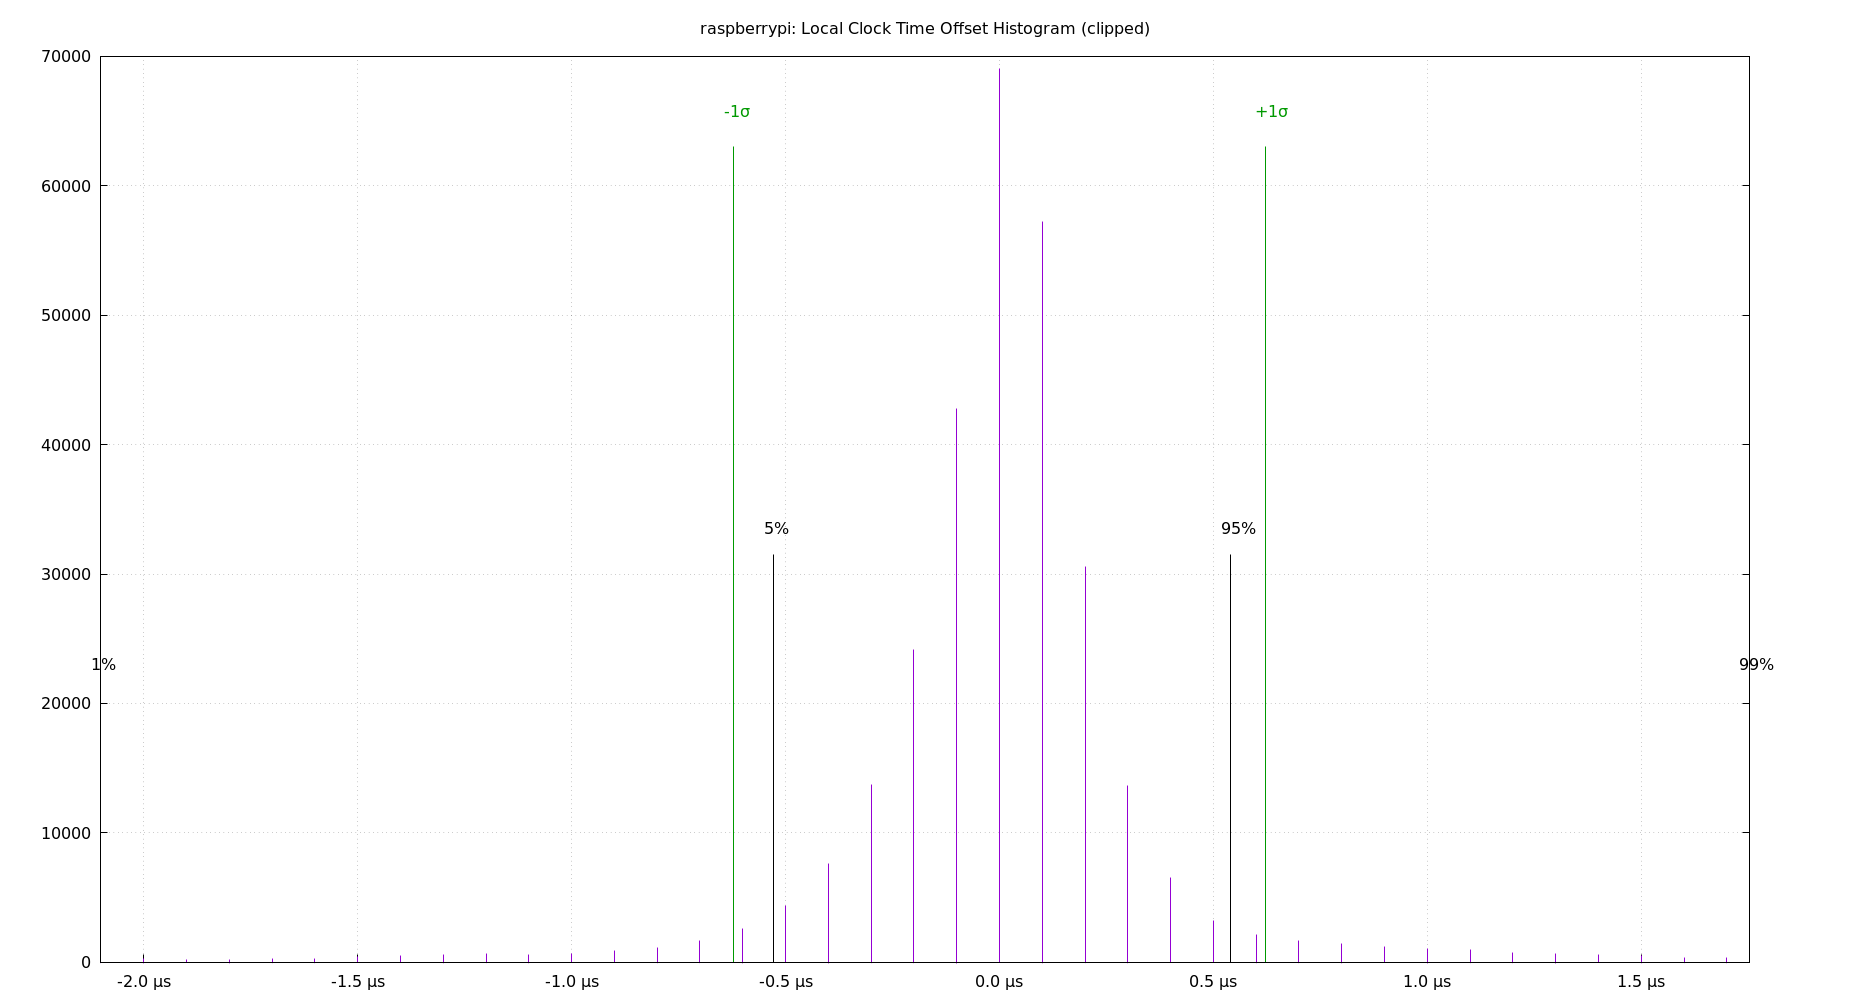 raspberrypi: Local Clock Time Offset Histogram (clipped)
70000
-1σ
+1σ
60000
50000
40000
5%
95%
30000
1%
99%
20000
10000
0
-2.0 µs
-1.5 µs
-1.0 µs
-0.5 µs
0.0 µs
0.5 µs
1.0 µs
1.5 µs